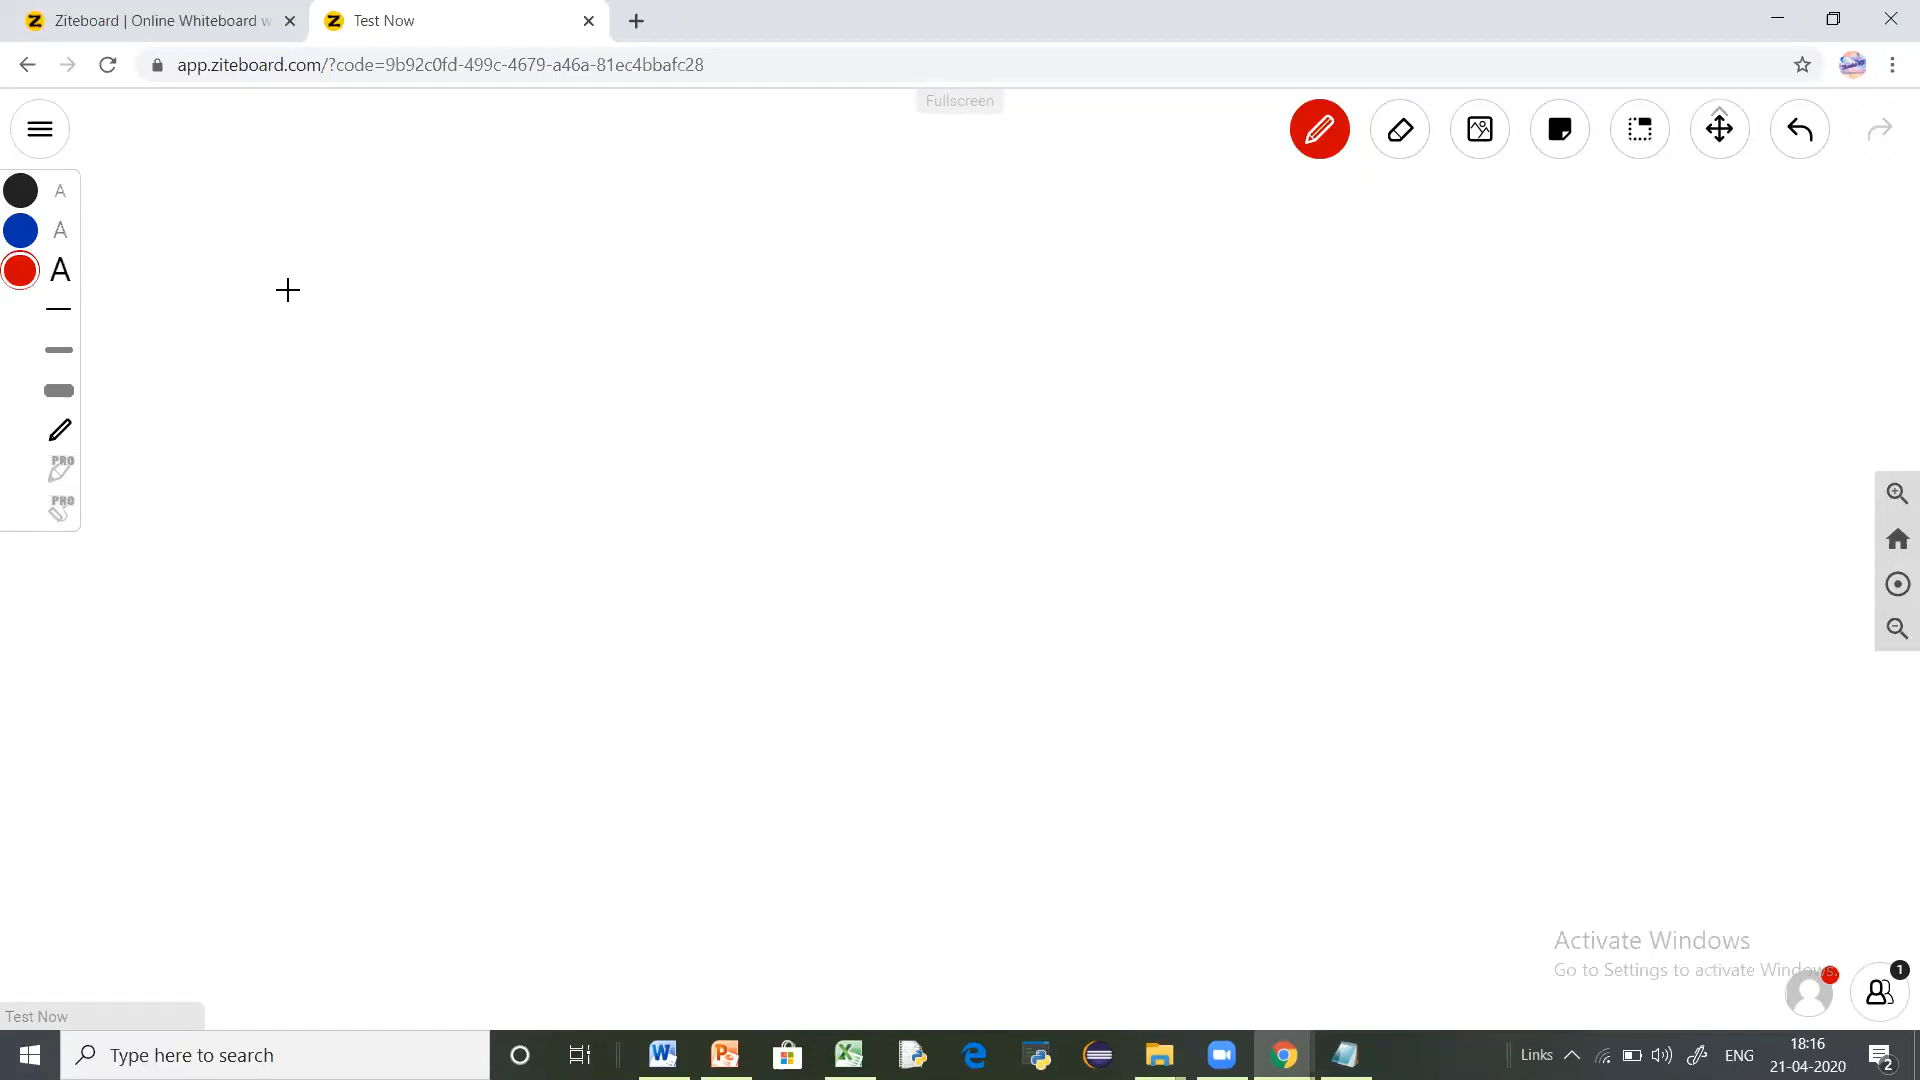 Ziteboard | Online Whiteboard w
Test Now
app.ziteboard.com/?code=9b92c0fd-499c-4679-a46a-81ec4bbafc28
Fullscreen
A
A
A
PRO
PRO
Activate Windows
Go to Settings to activate Windows.
1
Test Now
Type here to search
Links
ENG
18:16
21-04-2020
2